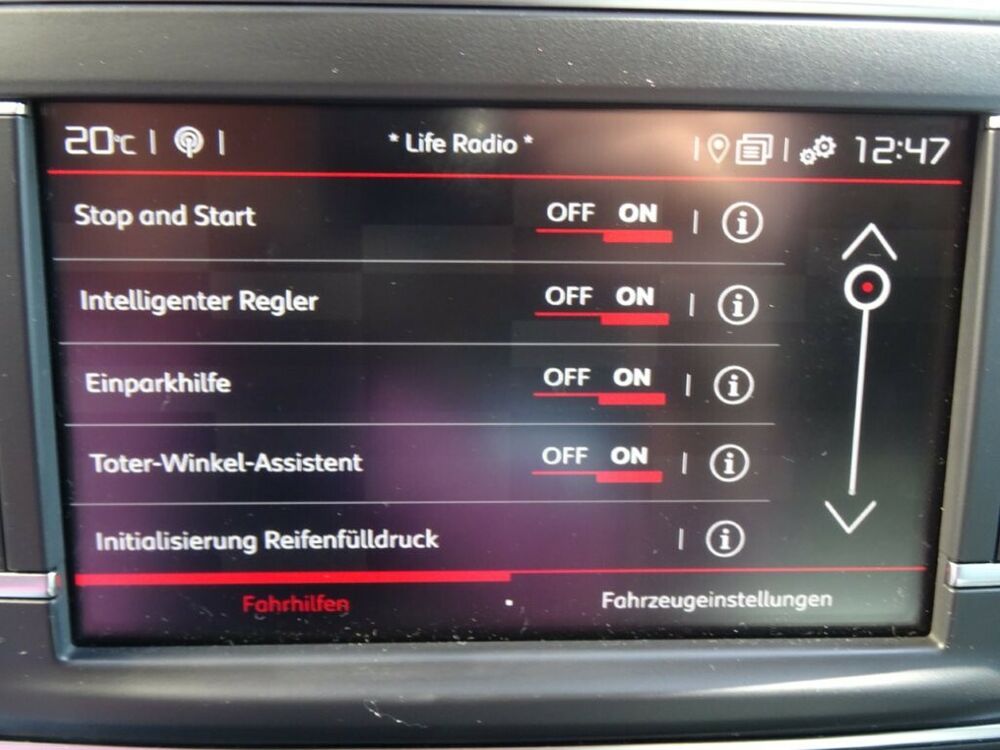 20°C * Life Radio * 12:47
Stop and Start OFF ON
Intelligenter Regler OFF ON
Einparkhilfe OFF ON
Toter-Winkel-Assistent OFF ON
Initialisierung Reifenfülldruck
Fahrhilfen Fahrzeugeinstellungen